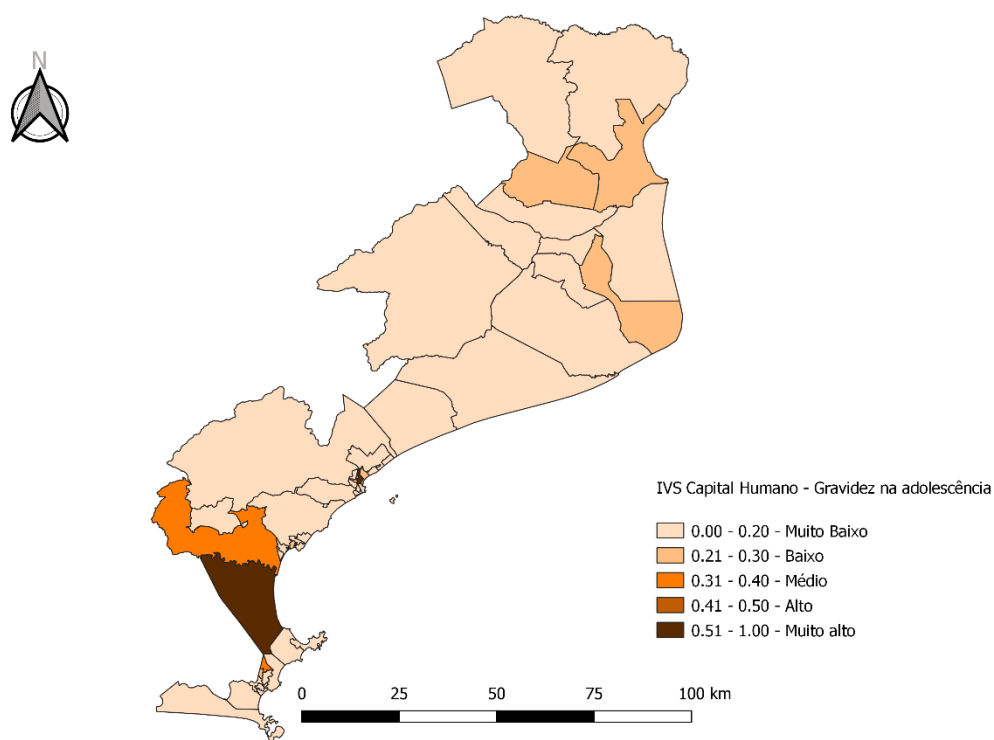 N
IVS Capital Humano - Gravidez na adolescência
0.00 - 0.20 - Muito Baixo
0.21 - 0.30 - Baixo
0.31 - 0.40 - Médio
0.41 - 0.50 - Alto
0.51 - 1.00 - Muito alto
0 25 50 75 100 km